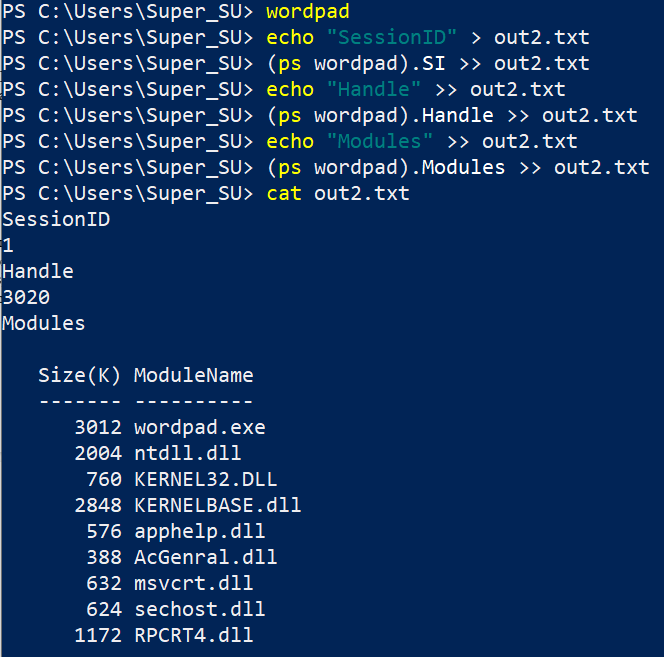 PS C:\Users\Super_SU> wordpad
PS C:\Users\Super_SU> echo "SessionID" > out2.txt
PS C:\Users\Super_SU> (ps wordpad).SI >> out2.txt
PS C:\Users\Super_SU> echo "Handle" >> out2.txt
PS C:\Users\Super_SU> (ps wordpad).Handle >> out2.txt
PS C:\Users\Super_SU> echo "Modules" >> out2.txt
PS C:\Users\Super_SU> (ps wordpad).Modules >> out2.txt
PS C:\Users\Super_SU> cat out2.txt
SessionID
1
Handle
3020
Modules
Size(K) ModuleName
------- ----------
3012 wordpad.exe
2004 ntdll.dll
760 KERNEL32.DLL
2848 KERNELBASE.dll
576 apphelp.dll
388 AcGenral.dll
632 msvcrt.dll
624 sechost.dll
1172 RPCRT4.dll